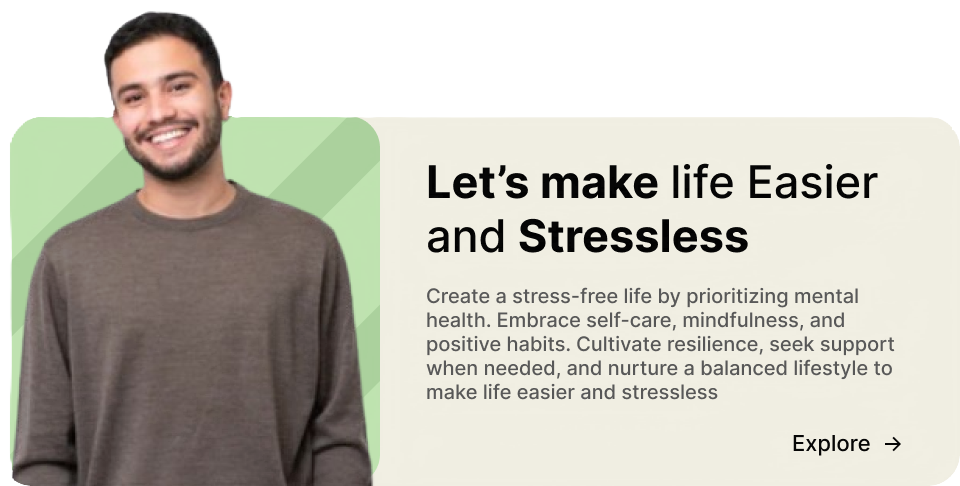 Let’s make life Easier
and Stressless
Create a stress-free life by prioritizing mental
health. Embrace self-care, mindfulness, and
positive habits. Cultivate resilience, seek support
when needed, and nurture a balanced lifestyle to
make life easier and stressless
Explore →